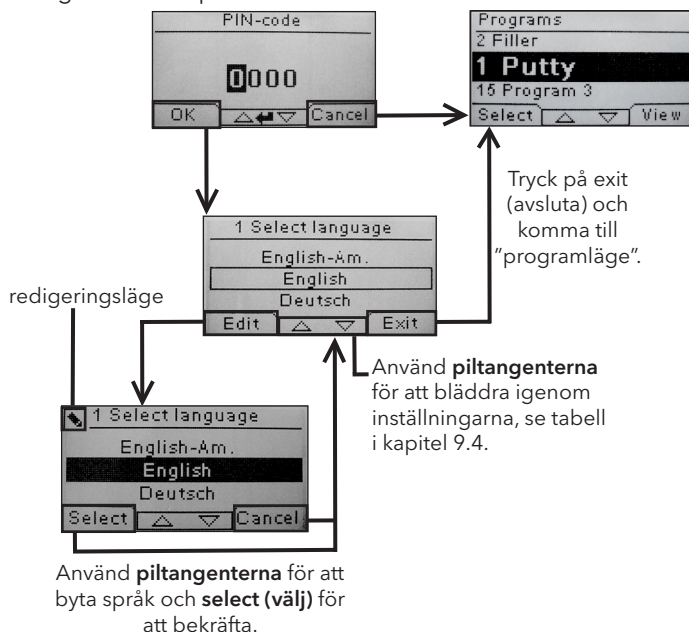 PIN-code
0000
OK
Cancel
Programs
2 Filler
1 Putty
15 Program 3
Select
View
Tryck på exit
(avsluta) och
komma till
"programläge".
1 Select language
English-Am.
English
Deutsch
Edit
Exit
redigeringsläge
Använd piltangenterna
för att bläddra igenom
inställningarna, se tabell
i kapitel 9.4.
1 Select language
English-Am.
English
Deutsch
Select
Cancel
Använd piltangenterna för att
byta språk och select (välj) för
att bekräfta.